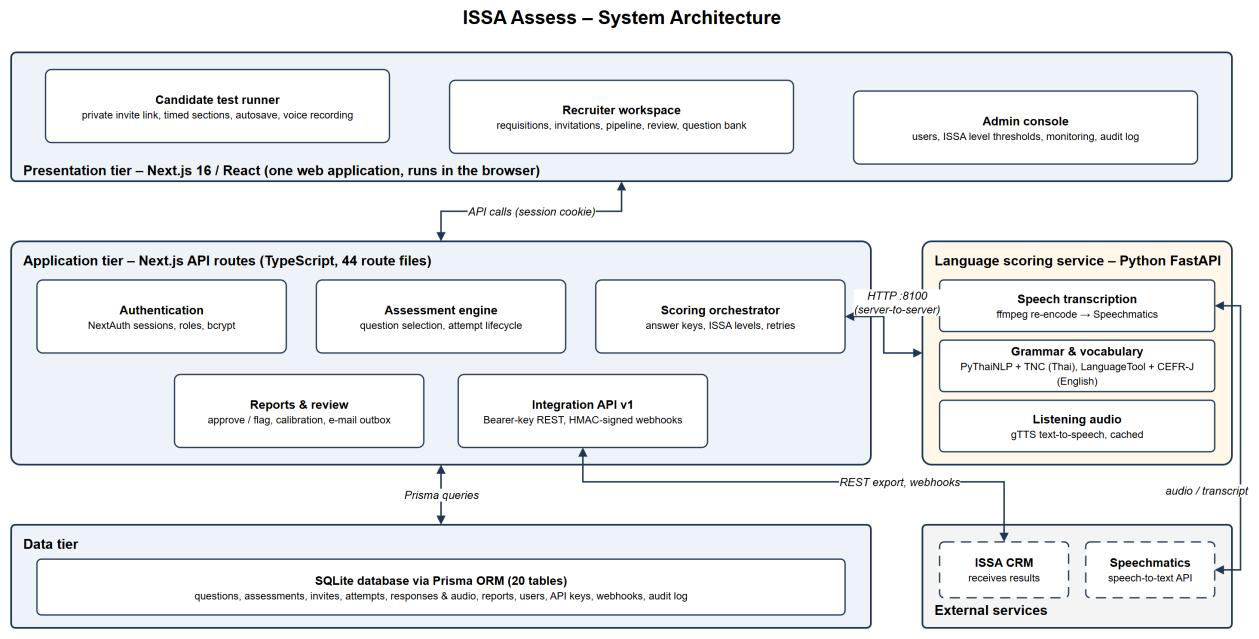 ISSA Assess – System Architecture
Candidate test runner
private invite link, timed sections, autosave, voice recording
Recruiter workspace
requisitions, invitations, pipeline, review, question bank
Admin console
users, ISSA level thresholds, monitoring, audit log
Presentation tier – Next.js 16 / React (one web application, runs in the browser)
API calls (session cookie)
Application tier – Next.js API routes (TypeScript, 44 route files)
Authentication
NextAuth sessions, roles, bcrypt
Assessment engine
question selection, attempt lifecycle
Scoring orchestrator
answer keys, ISSA levels, retries
Reports & review
approve / flag, calibration, e-mail outbox
Integration API v1
Bearer-key REST, HMAC-signed webhooks
HTTP :8100
(server-to-server)
Language scoring service – Python FastAPI
Speech transcription
ffmpeg re-encode → Speechmatics
Grammar & vocabulary
PyThaiNLP + TNC (Thai), LanguageTool + CEFR-J
(English)
Listening audio
gTTS text-to-speech, cached
Prisma queries
REST export, webhooks
audio / transcript
Data tier
SQLite database via Prisma ORM (20 tables)
questions, assessments, invites, attempts, responses & audio, reports, users, API keys, webhooks, audit log
ISSA CRM
receives results
Speechmatics
speech-to-text API
External services